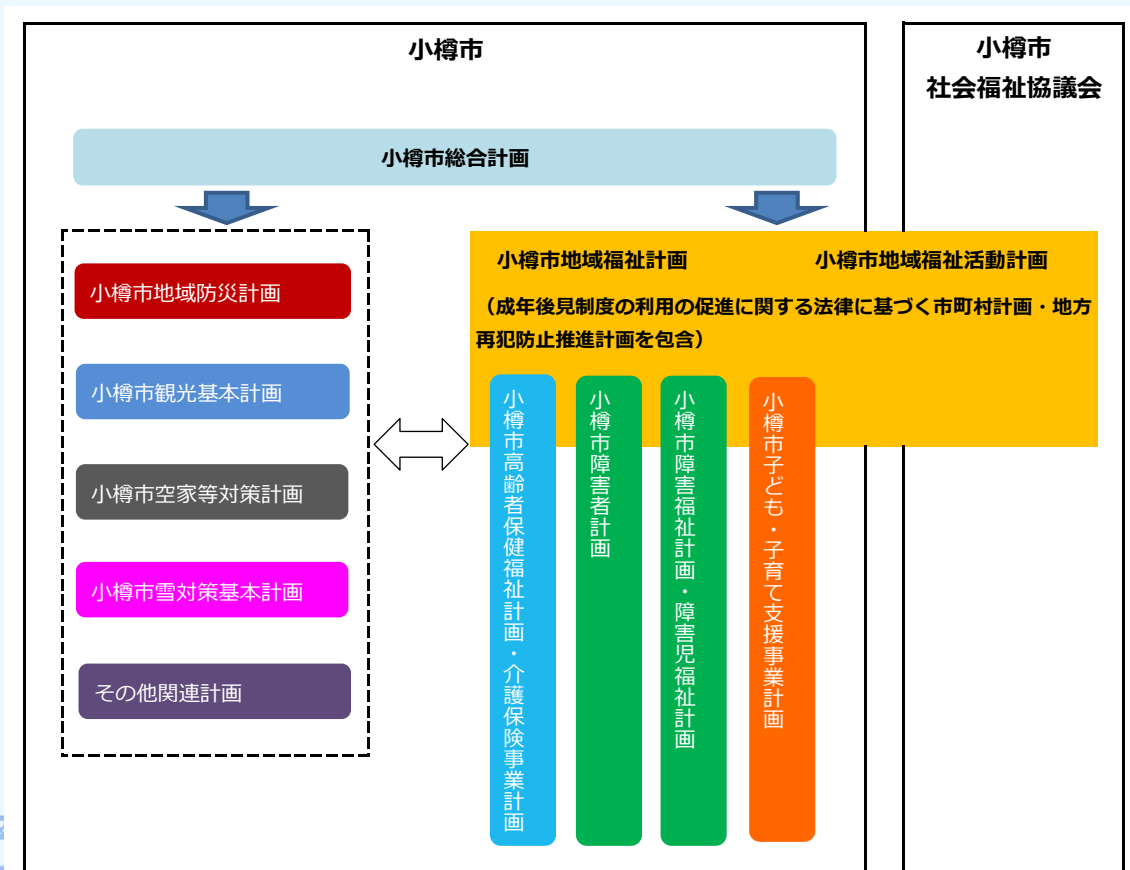 小樽市
小樽市
社会福祉協議会
小樽市総合計画
小樽市地域防災計画
小樽市観光基本計画
小樽市空家等対策計画
小樽市雪対策基本計画
その他関連計画
小樽市地域福祉計画
小樽市地域福祉活動計画
（成年後見制度の利用の促進に関する法律に基づく市町村計画・地方
再犯防止推進計画を包含）
小樽市高齢者保健福祉計画・介護保険事業計画
小樽市障害者計画
小樽市障害福祉計画・障害児福祉計画
小樽市子ども・子育て支援事業計画